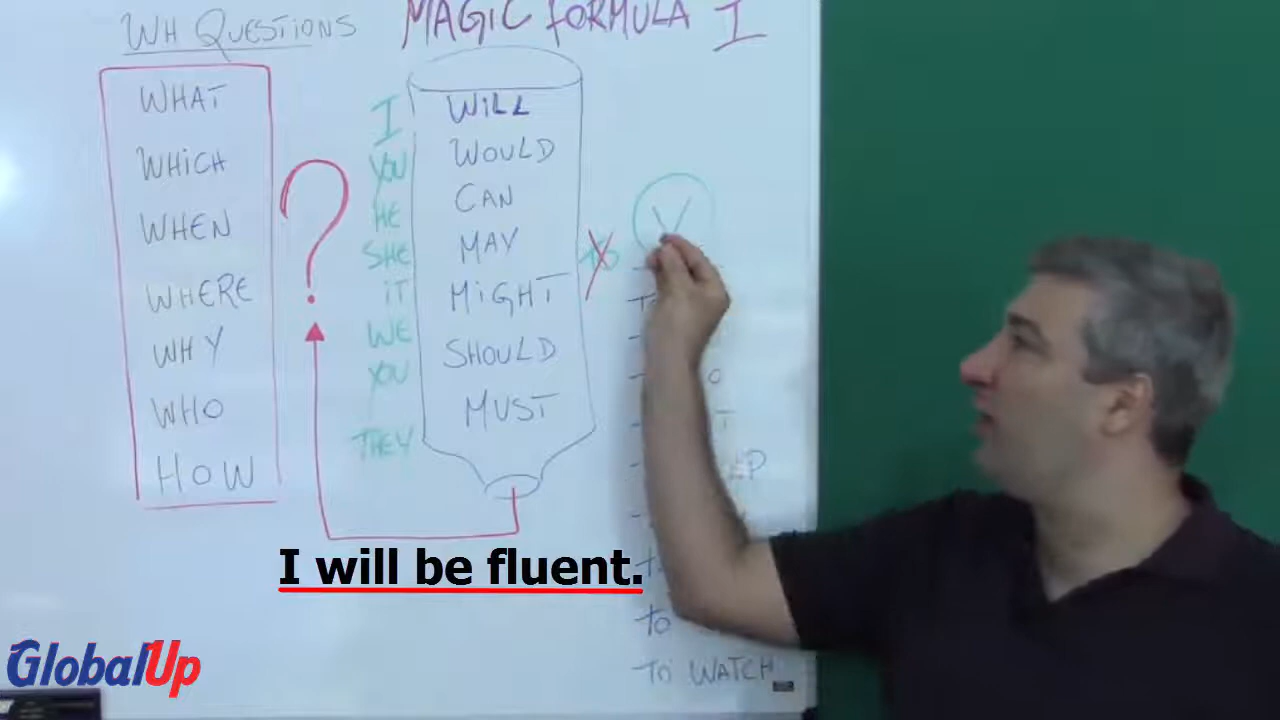 WH QUESTIONS
MAGIC FORMULA I
WHAT
WHICH
WHEN
WHERE
WHY
WHO
HOW
I
YOU
HE
SHE
IT
WE
YOU
THEY
WILL
WOULD
CAN
MAY
MIGHT
SHOULD
MUST
TO
V
TO
TO WATCH
I will be fluent.
GlobalUp